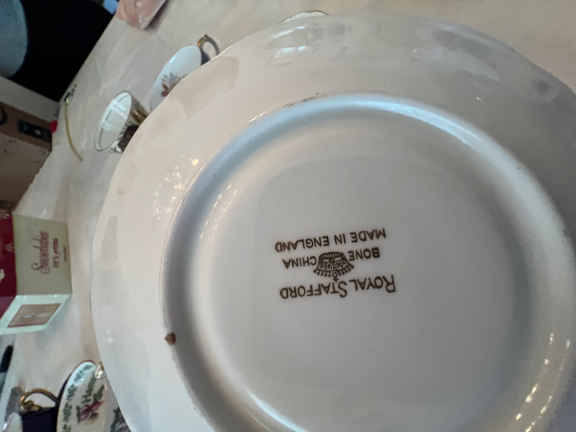 ROYAL STAFFORD
BONE CHINA
MADE IN ENGLAND